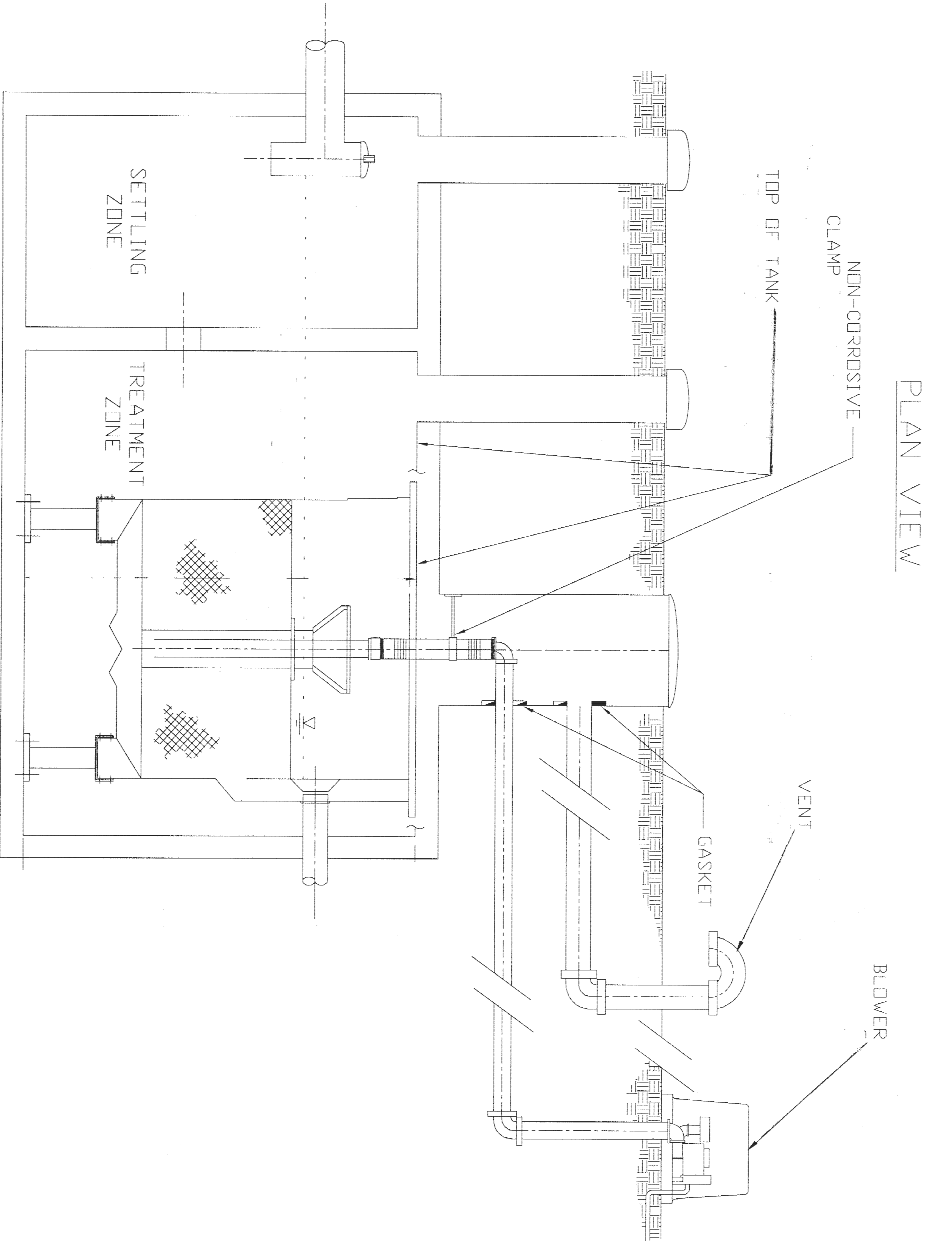 PLAN VIEW
NON-CORROSIVE
CLAMP
TOP OF TANK
VENT
BLOWER
GASKET
SETTLING
ZONE
TREATMENT
ZONE